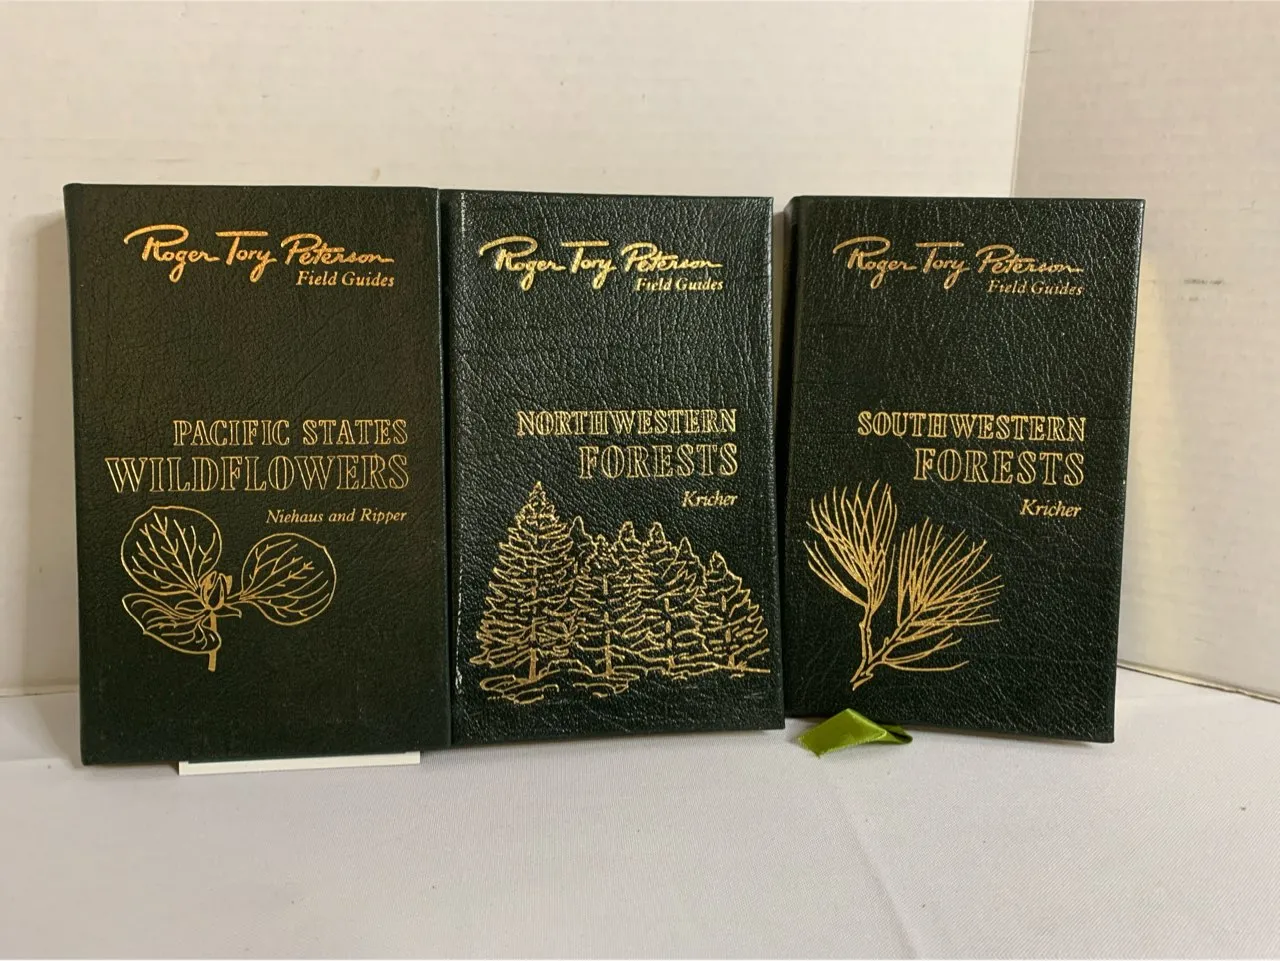 Roger Tory Peterson
Field Guides
PACIFIC STATES
WILDFLOWERS
Niehaus and Ripper
Roger Tory Peterson
Field Guides
NORTHWESTERN
FORESTS
Kricher
Roger Tory Peterson
Field Guides
SOUTHWESTERN
FORESTS
Kricher